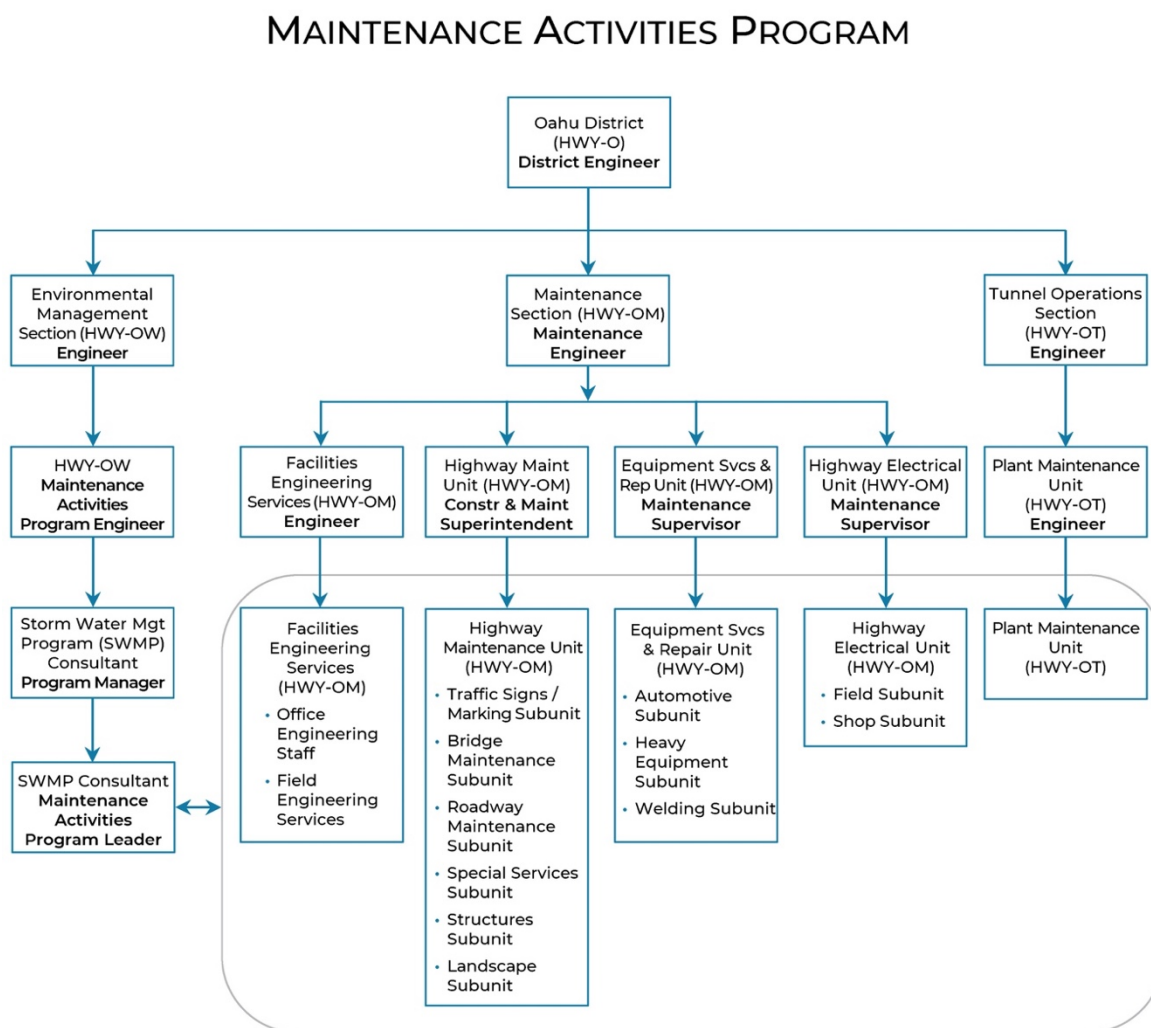 MAINTENANCE ACTIVITIES PROGRAM
Oahu District
(HWY-O)
District Engineer
Environmental
Management
Section (HWY-OW)
Engineer
Maintenance
Section (HWY-OM)
Maintenance
Engineer
Tunnel Operations
Section
(HWY-OT)
Engineer
HWY-OW
Maintenance
Activities
Program Engineer
Facilities
Engineering
Services (HWY-OM)
Engineer
Highway Maint
Unit (HWY-OM)
Constr & Maint
Superintendent
Equipment Svcs &
Rep Unit (HWY-OM)
Maintenance
Supervisor
Highway Electrical
Unit (HWY-OM)
Maintenance
Supervisor
Plant Maintenance
Unit
(HWY-OT)
Engineer
Storm Water Mgt
Program (SWMP)
Consultant
Program Manager
SWMP Consultant
Maintenance
Activities
Program Leader
Facilities
Engineering
Services
(HWY-OM)
• Office
Engineering
Staff
• Field
Engineering
Services
Highway
Maintenance Unit
(HWY-OM)
• Traffic Signs /
Marking Subunit
• Bridge
Maintenance
Subunit
• Roadway
Maintenance
Subunit
• Special Services
Subunit
• Structures
Subunit
• Landscape
Subunit
Equipment Svcs
& Repair Unit
(HWY-OM)
• Automotive
Subunit
• Heavy
Equipment
Subunit
• Welding Subunit
Highway
Electrical Unit
(HWY-OM)
• Field Subunit
• Shop Subunit
Plant Maintenance
Unit
(HWY-OT)